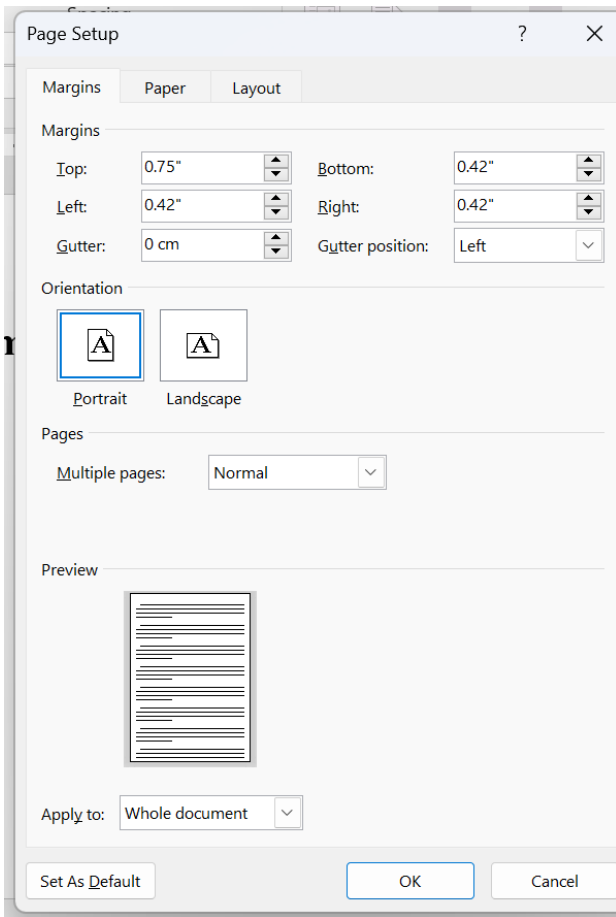 Spacing
Page Setup ?
Margins Paper Layout
Margins
Top: 0.75" Bottom: 0.42"
Left: 0.42" Right: 0.42"
Gutter: 0 cm Gutter position: Left
Orientation
A A
Portrait Landscape
Pages
Multiple pages: Normal
Preview
Apply to: Whole document
Set As Default OK Cancel